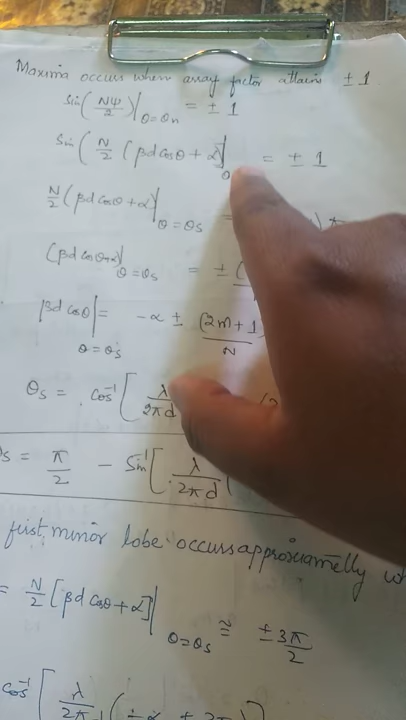 Maxima occurs when array factor attains ± 1
Sin(Nψ/2)|θ=θn = ± 1
Sin(N/2 (βd cosθ + α)|θ = ± 1
N/2 (βd cosθ + α)|θ=θs =
(βd cosθ+α)|θ=θs = ± (
βd cosθ|θ=θs = -α ± (2m+1 / N
θs = cos⁻¹[λ/2πd
s = π/2 - Sin⁻¹[λ/2πd (
first minor lobe occurs approximatelly
= N/2 [βd cosθ + α]|θ=θs ≅ ± 3π/2
cos⁻¹[λ/2π